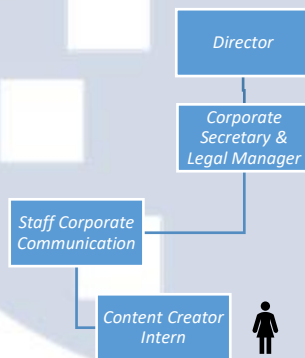 Director
Corporate
Secretary &
Legal Manager
Staff Corporate
Communication
Content Creator
Intern